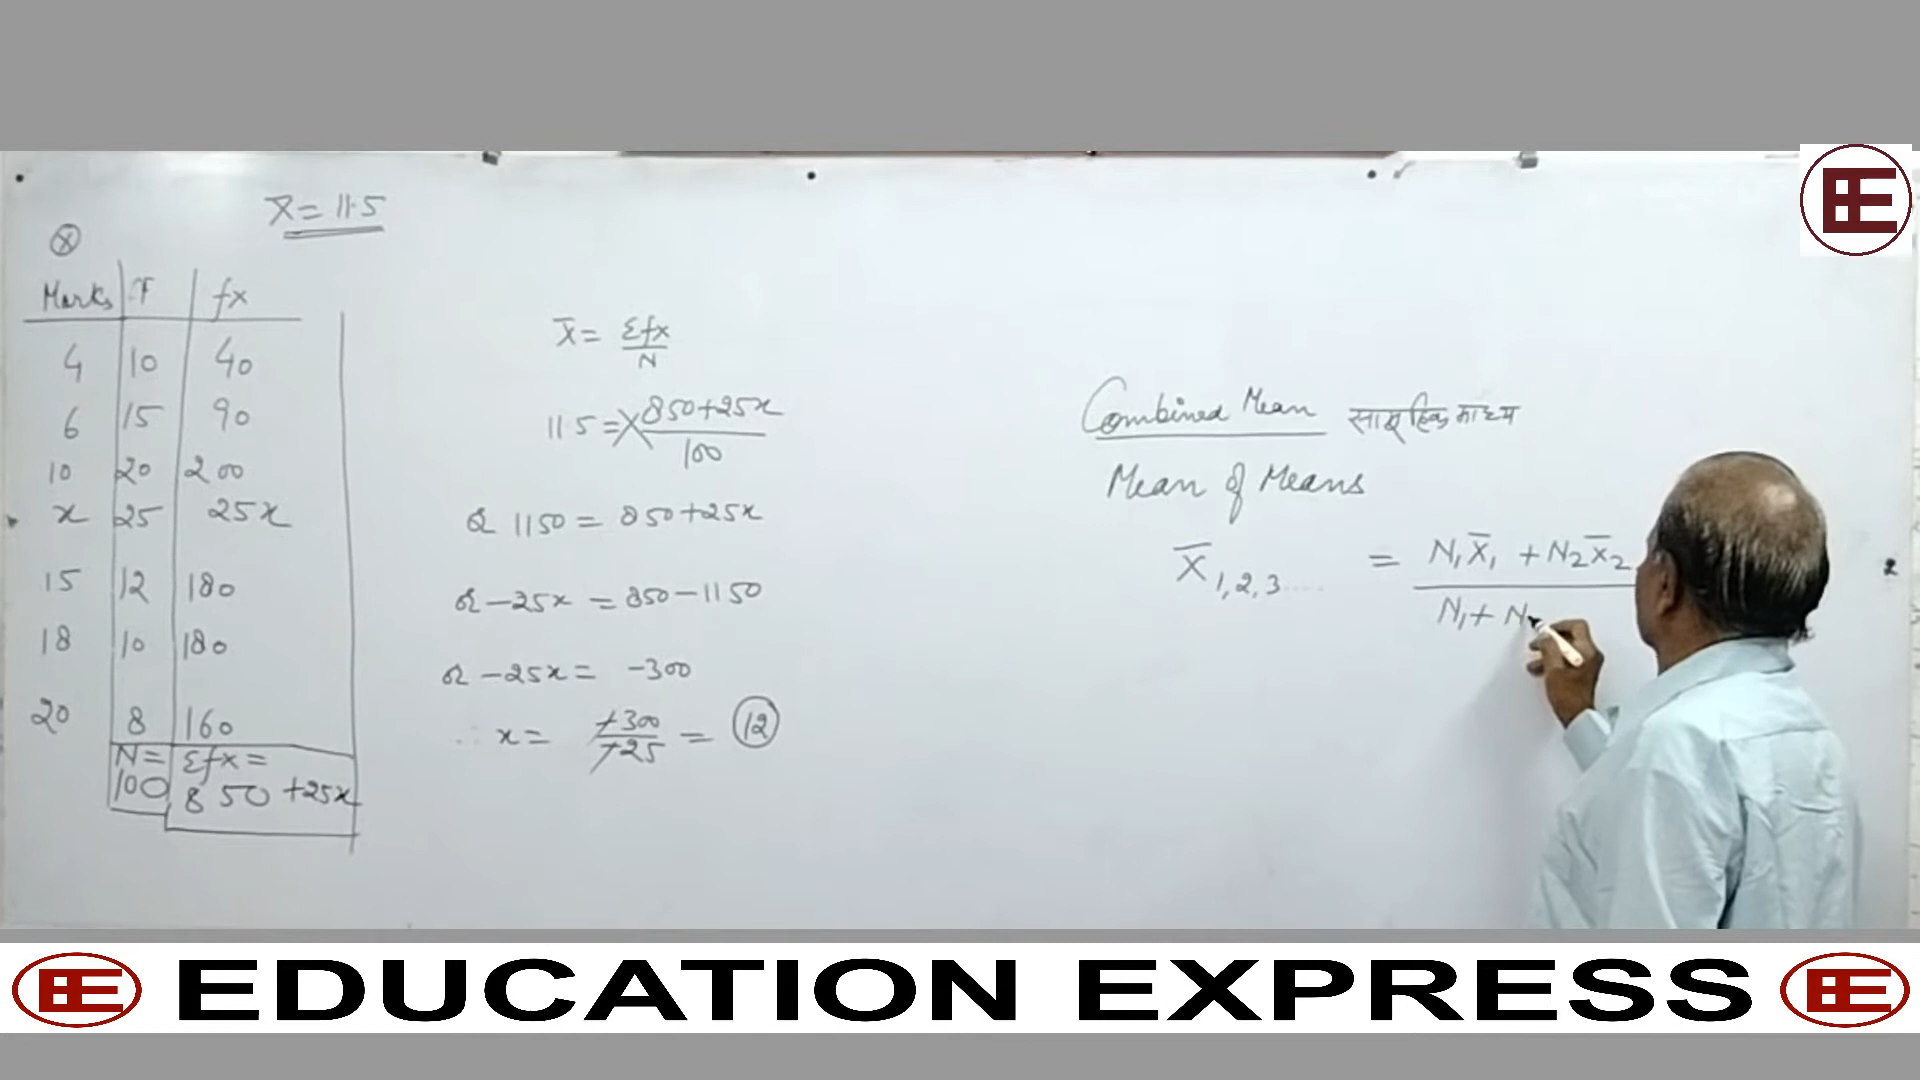 X̄ = 11.5
(X)
Marks F fx
4 10 40
6 15 90
10 20 200
x 25 25x
15 12 180
18 10 180
20 8 160
N = Σfx =
100 850 + 25x
X̄ = Σfx / N
11.5 = 850+25x / 100
or 1150 = 850+25x
or -25x = 850-1150
or -25x = -300
∴ x = -300 / -25 = 12
Combined Mean सामूहिक माध्य
Mean of Means
X̄ 1,2,3..... = N₁X̄₁ + N₂X̄₂
N₁ + N
EE
EE EDUCATION EXPRESS EE